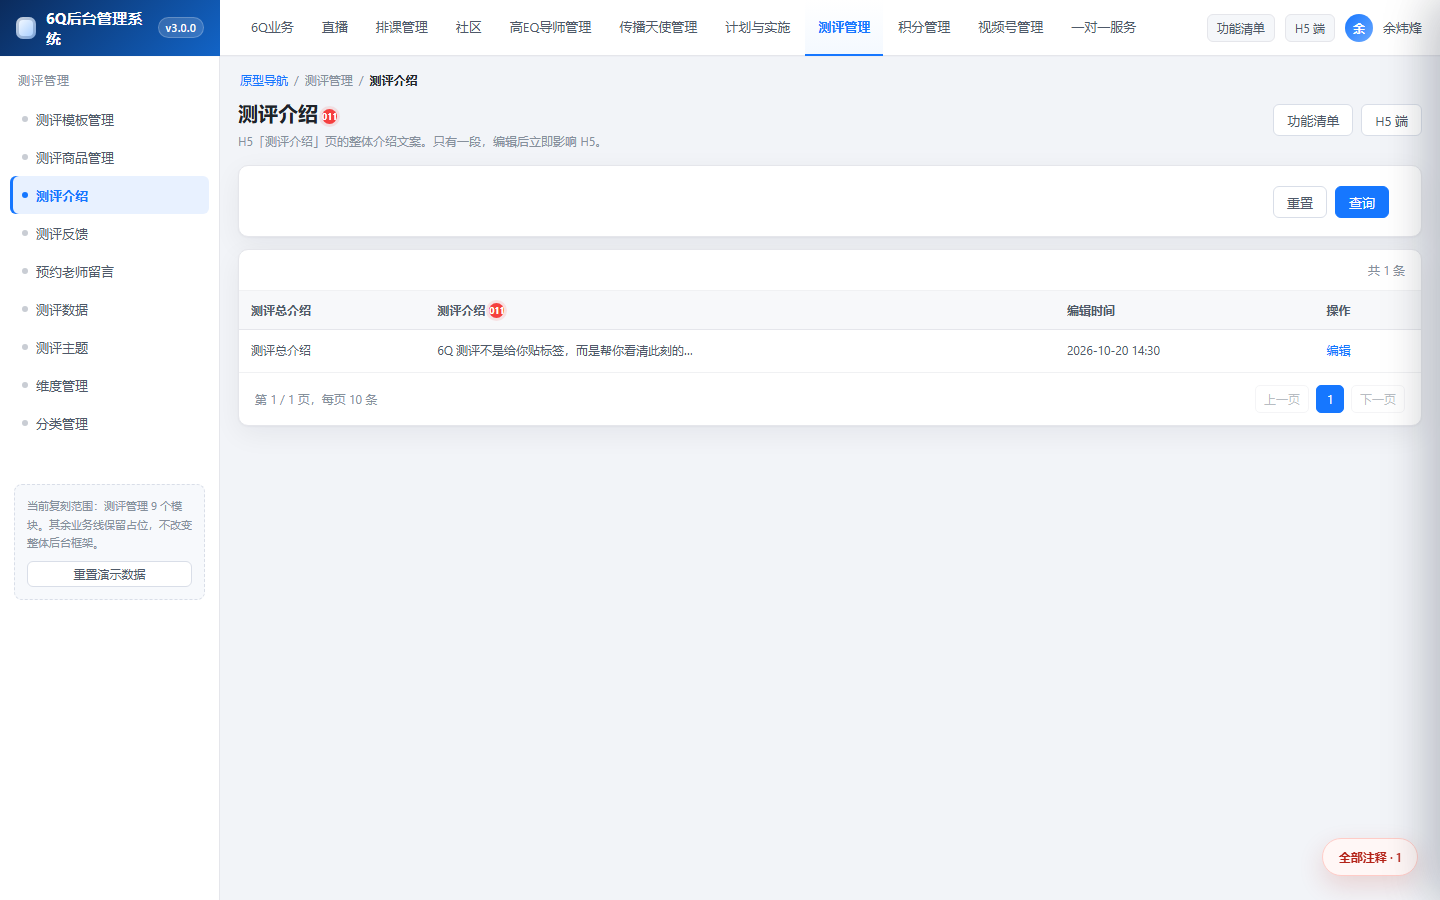 6Q后台管理系
统
v3.0.0
6Q业务 直播 排课管理 社区 高EQ导师管理 传播天使管理 计划与实施 测评管理 积分管理 视频号管理 一对一服务
功能清单 H5 端 余 余炜烽
测评管理
测评模板管理
测评商品管理
测评介绍
测评反馈
预约老师留言
测评数据
测评主题
维度管理
分类管理
当前复刻范围：测评管理 9 个模
块。其余业务线保留占位，不改变
整体后台框架。
重置演示数据
原型导航 / 测评管理 / 测评介绍
测评介绍 011
H5「测评介绍」页的整体介绍文案。只有一段，编辑后立即影响 H5。
功能清单 H5 端
重置 查询
共 1 条
测评总介绍 测评介绍 011 编辑时间 操作
测评总介绍 6Q 测评不是给你贴标签，而是帮你看清此刻的... 2026-10-20 14:30 编辑
第 1 / 1 页，每页 10 条 上一页 1 下一页
全部注释 · 1